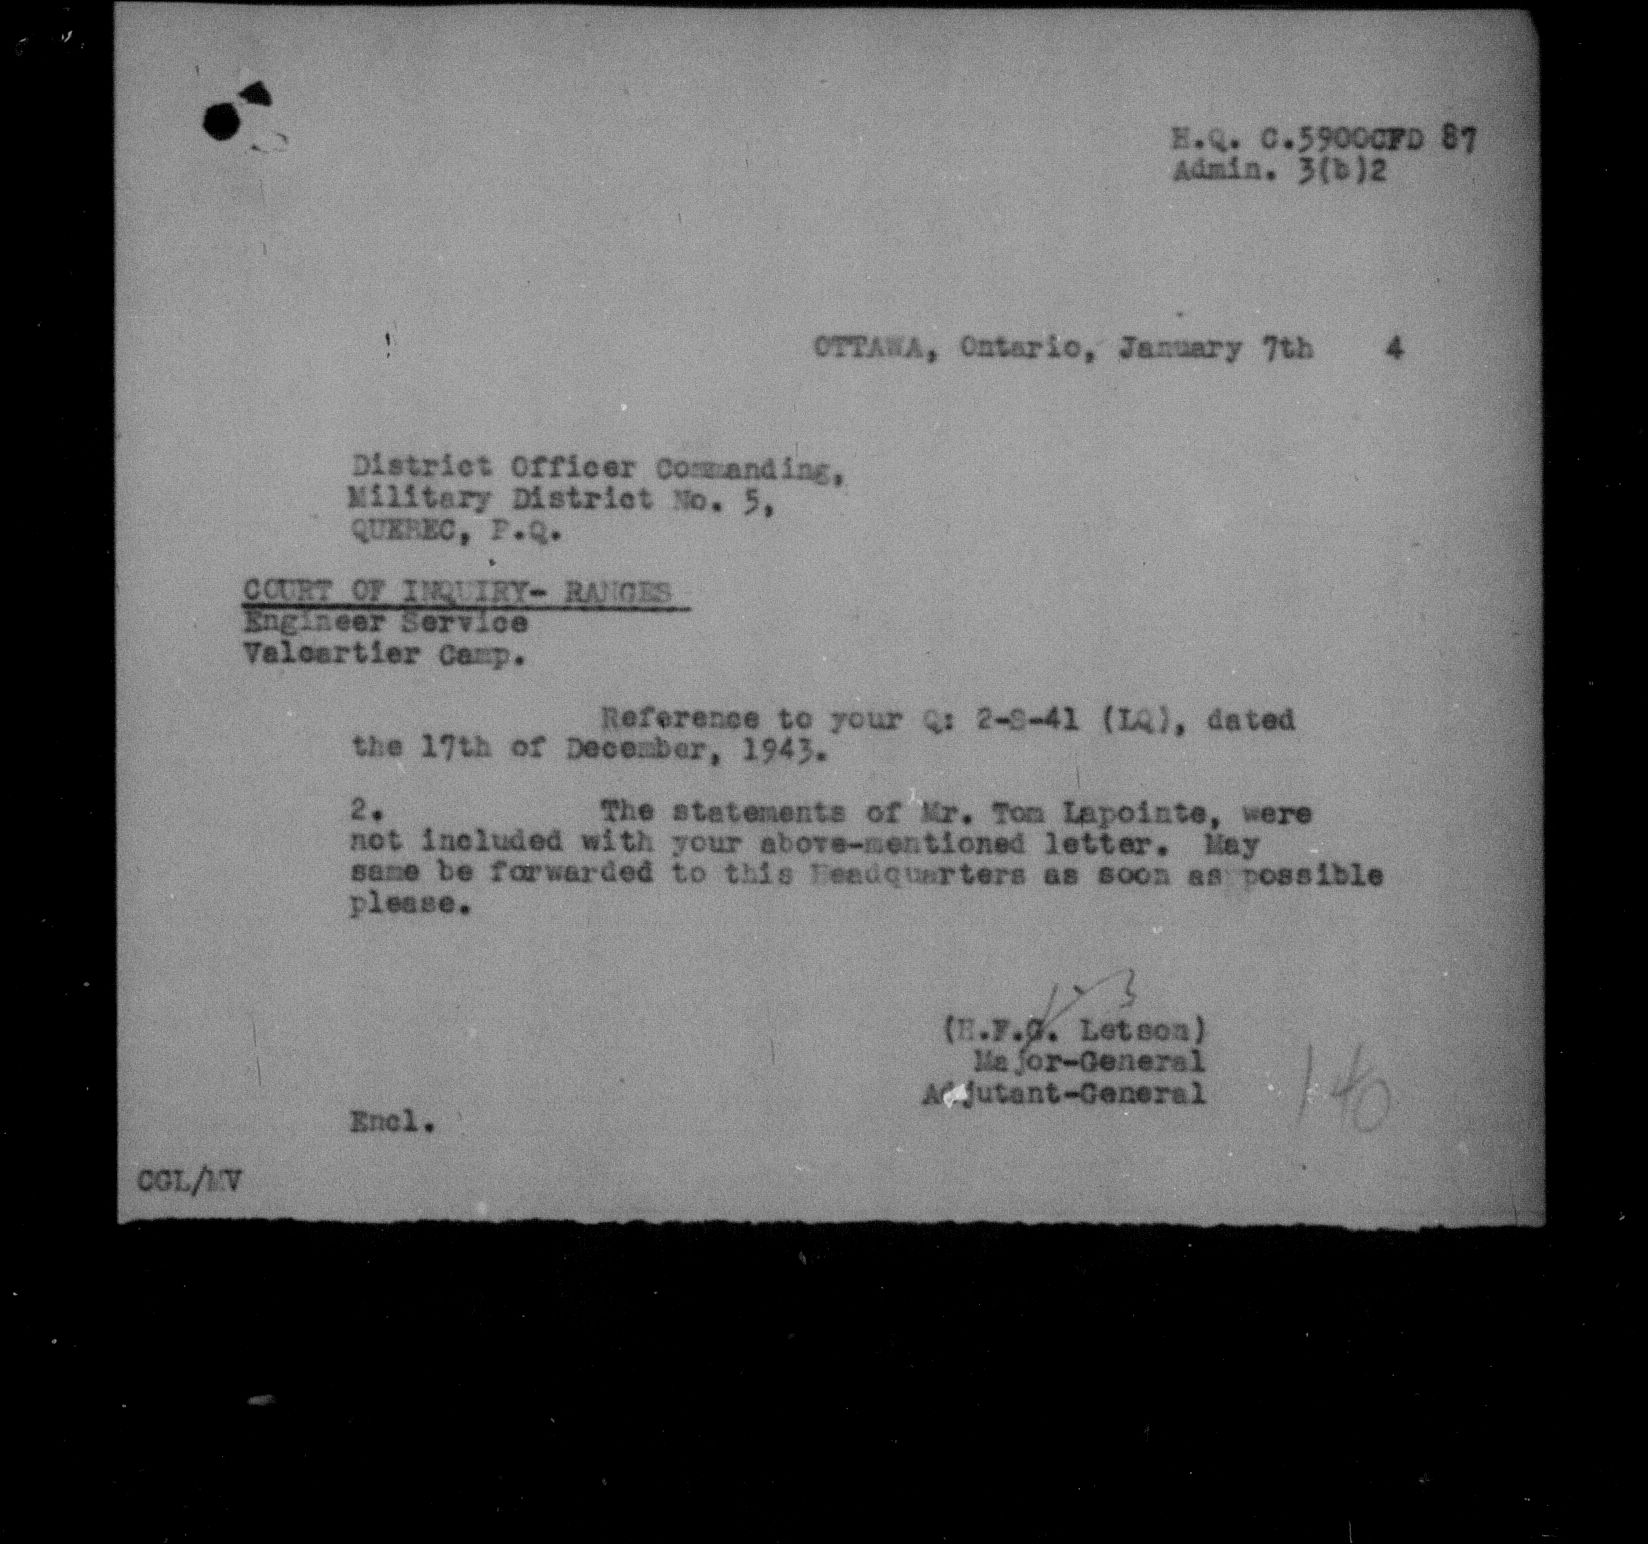 H.Q. C.5900CFD 87
Admin. 3(b)2
OTTAWA, Ontario, January 7th 4
District Officer Commanding,
Military District No. 5,
QUEBEC, P.Q.
COURT OF INQUIRY- RANGES
Engineer Service
Valcartier Camp.
Reference to your Q: 2-S-41 (LQ), dated
the 17th of December, 1943.
2. The statements of Mr. Tom Lapointe, were
not included with your above-mentioned letter. May
same be forwarded to this Headquarters as soon as possible
please.
(H.F.G. Letson)
Major-General
Adjutant-General
140
Encl.
CGL/MV